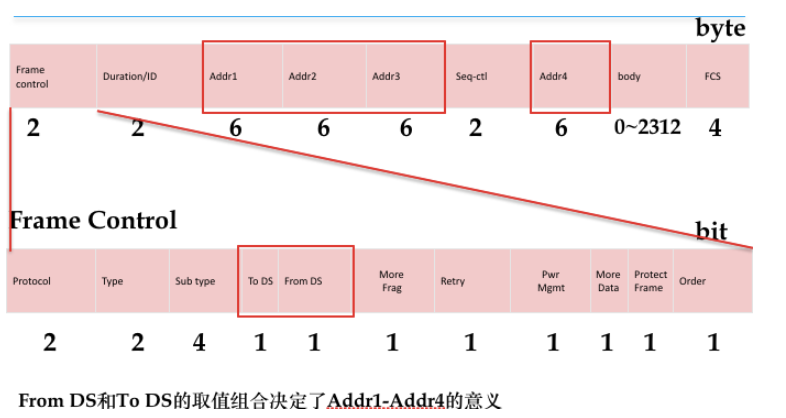 byte
Frame control Duration/ID Addr1 Addr2 Addr3 Seq-ctl Addr4 body FCS
2 2 6 6 6 2 6 0~2312 4
Frame Control
bit
Protocol Type Sub type To DS From DS More Frag Retry Pwr Mgmt More Data Protect Frame Order
2 2 4 1 1 1 1 1 1 1 1
From DS和To DS的取值组合决定了Addr1-Addr4的意义